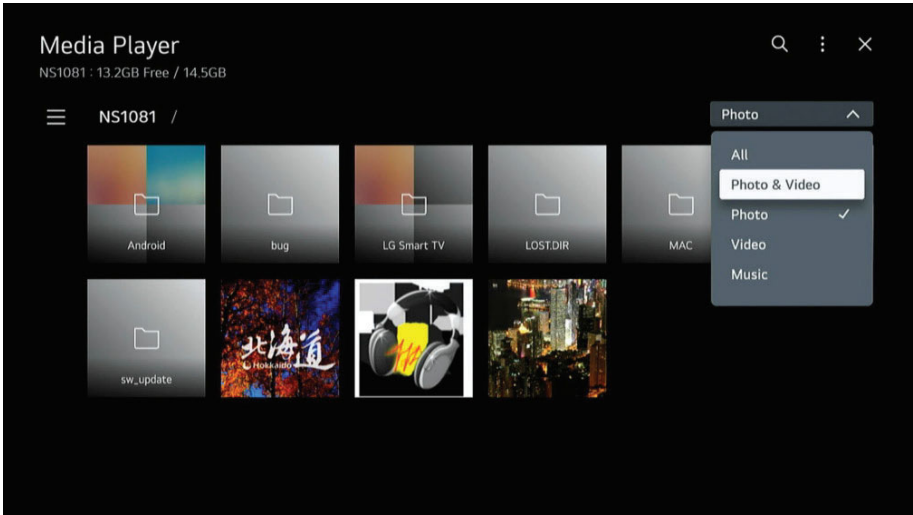 Media Player
NS1081 : 13.2GB Free / 14.5GB
NS1081 /
Photo
All
Photo & Video
Photo
Video
Music
Android
bug
LG Smart TV
LOST.DIR
MAC
sw_update
北海道
Hokkaido